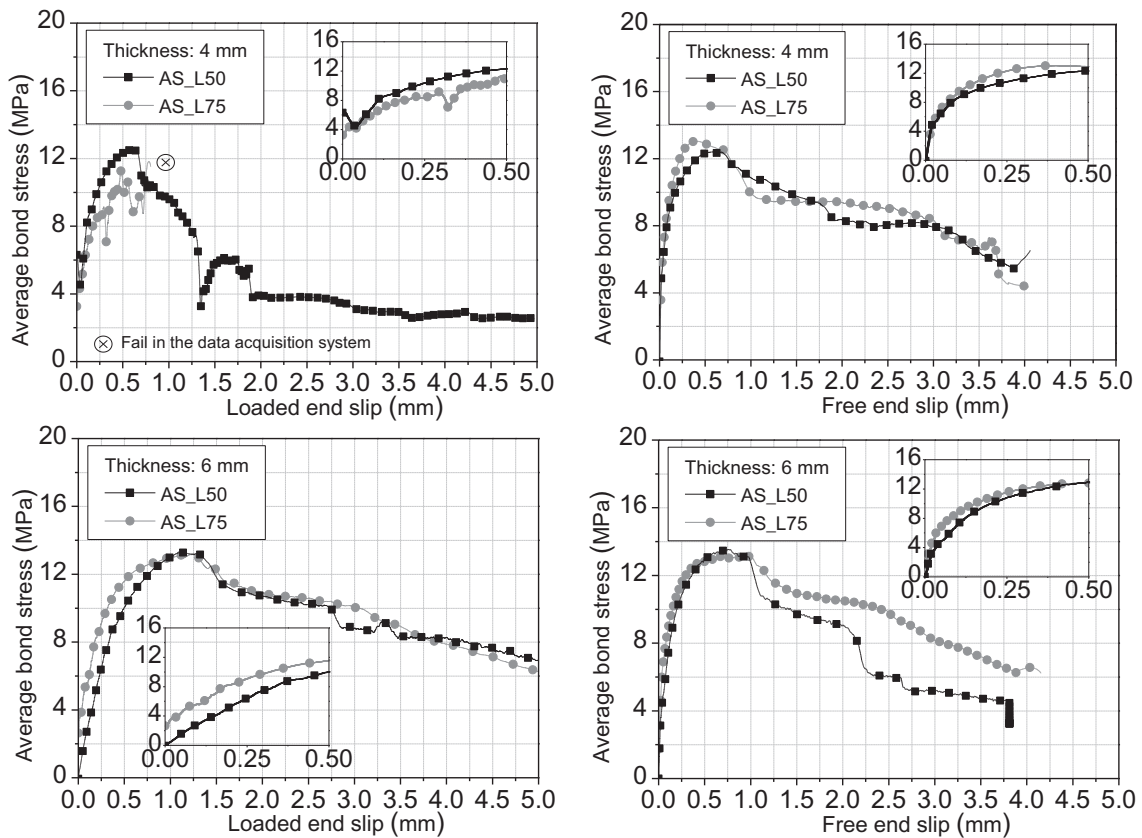 20
16
12
8
4
0
Average bond stress (MPa)
Thickness: 4 mm
AS_L50
AS_L75
16
12
8
4
0
0.00 0.25 0.50
Fail in the data acquisition system
0.0 0.5 1.0 1.5 2.0 2.5 3.0 3.5 4.0 4.5 5.0
Loaded end slip (mm)
20
16
12
8
4
0
Average bond stress (MPa)
Thickness: 4 mm
AS_L50
AS_L75
16
12
8
4
0
0.00 0.25 0.50
0.0 0.5 1.0 1.5 2.0 2.5 3.0 3.5 4.0 4.5 5.0
Free end slip (mm)
20
16
12
8
4
0
Average bond stress (MPa)
Thickness: 6 mm
AS_L50
AS_L75
16
12
8
4
0
0.00 0.25 0.50
0.0 0.5 1.0 1.5 2.0 2.5 3.0 3.5 4.0 4.5 5.0
Loaded end slip (mm)
20
16
12
8
4
0
Average bond stress (MPa)
Thickness: 6 mm
AS_L50
AS_L75
16
12
8
4
0
0.00 0.25 0.50
0.0 0.5 1.0 1.5 2.0 2.5 3.0 3.5 4.0 4.5 5.0
Free end slip (mm)